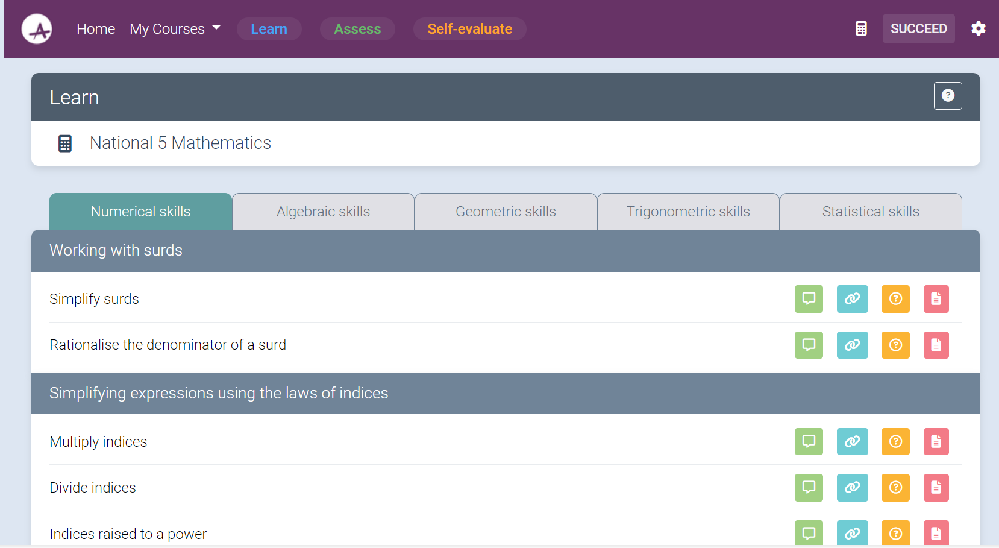 Home My Courses Learn Assess Self-evaluate SUCCEED
Learn
National 5 Mathematics
Numerical skills Algebraic skills Geometric skills Trigonometric skills Statistical skills
Working with surds
Simplify surds
Rationalise the denominator of a surd
Simplifying expressions using the laws of indices
Multiply indices
Divide indices
Indices raised to a power